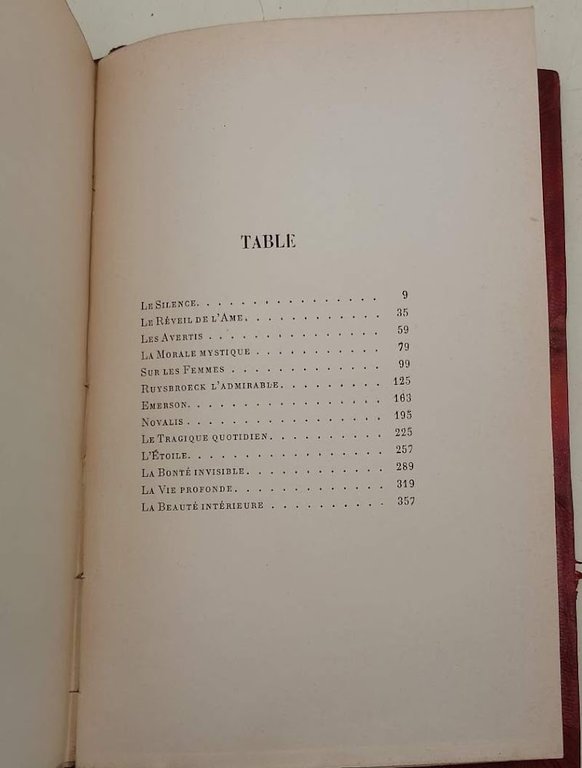 TABLE
Le Silence. . . . . . . . . . . . . . 9
Le Réveil de l'Ame. . . . . . . . . . . 35
Les Avertis . . . . . . . . . . . . . 59
La Morale mystique . . . . . . . . . . 79
Sur les Femmes . . . . . . . . . . . . 99
Ruysbroeck l'admirable. . . . . . . . 125
Emerson. . . . . . . . . . . . . . . 163
Novalis . . . . . . . . . . . . . . . 195
Le Tragique quotidien. . . . . . . . . 225
L'Étoile. . . . . . . . . . . . . . . 257
La Bonté invisible. . . . . . . . . . 289
La Vie profonde. . . . . . . . . . . . 319
La Beauté intérieure . . . . . . . . . 357